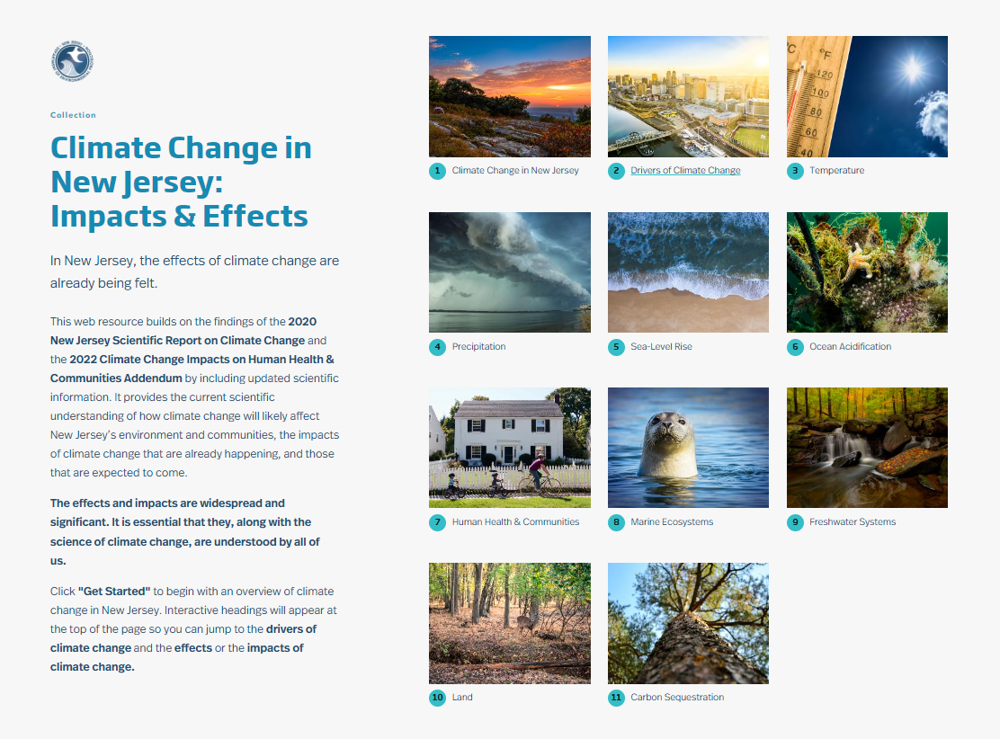 Collection
Climate Change in
New Jersey:
Impacts & Effects
In New Jersey, the effects of climate change are
already being felt.
This web resource builds on the findings of the 2020
New Jersey Scientific Report on Climate Change and
the 2022 Climate Change Impacts on Human Health &
Communities Addendum by including updated scientific
information. It provides the current scientific
understanding of how climate change will likely affect
New Jersey's environment and communities, the impacts
of climate change that are already happening, and those
that are expected to come.
The effects and impacts are widespread and
significant. It is essential that they, along with the
science of climate change, are understood by all of
us.
Click "Get Started" to begin with an overview of climate
change in New Jersey. Interactive headings will appear at
the top of the page so you can jump to the drivers of
climate change and the effects or the impacts of
climate change.
1 Climate Change in New Jersey
2 Drivers of Climate Change
°C °F
120
100
80
60
3 Temperature
4 Precipitation
5 Sea-Level Rise
6 Ocean Acidification
7 Human Health & Communities
8 Marine Ecosystems
9 Freshwater Systems
10 Land
11 Carbon Sequestration